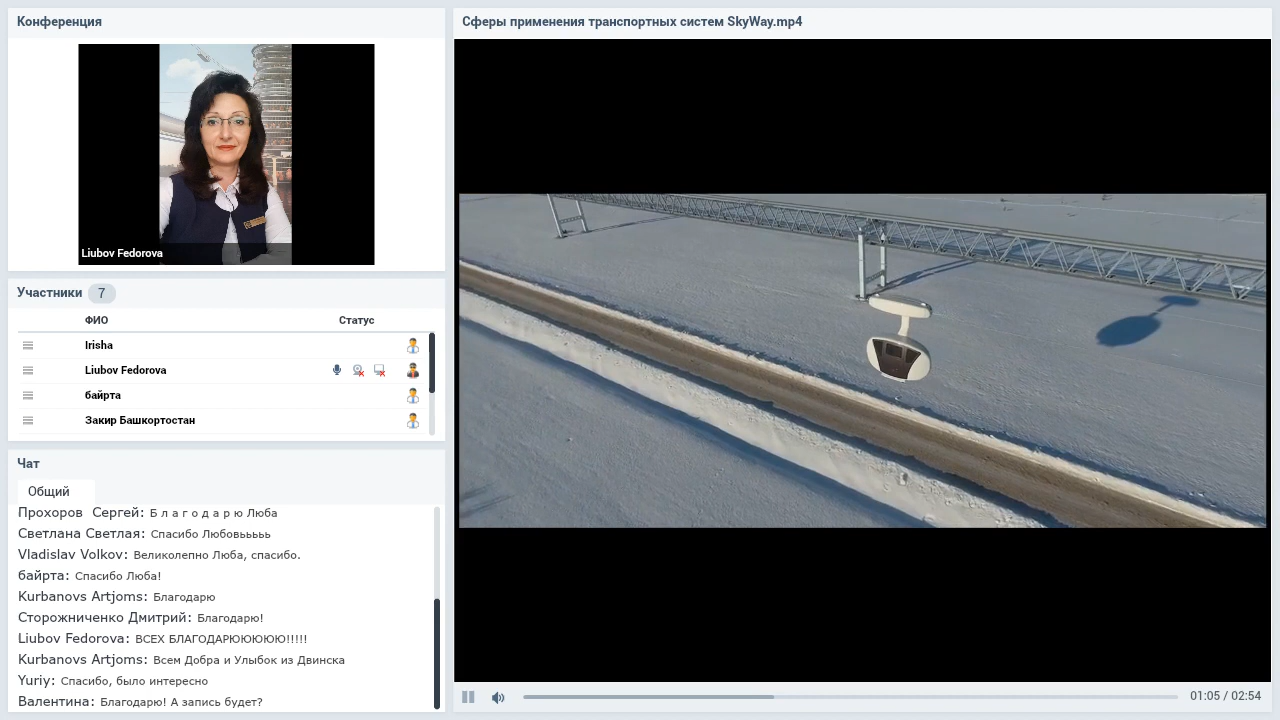 Конференция
Liubov Fedorova
Участники 7
ФИО Статус
Irisha
Liubov Fedorova
байрта
Закир Башкортостан
Чат
Общий
Прохоров Сергей: Б л а г о д а р ю Люба
Светлана Светлая: Спасибо Любовьььььь
Vladislav Volkov: Великолепно Люба, спасибо.
байрта: Спасибо Люба!
Kurbanovs Artjoms: Благодарю
Сторожниченко Дмитрий: Благодарю!
Liubov Fedorova: ВСЕХ БЛАГОДАРЮЮЮЮЮ!!!!!
Kurbanovs Artjoms: Всем Добра и Улыбок из Двинска
Yuriy: Спасибо, было интересно
Валентина: Благодарю! А запись будет?
Сферы применения транспортных систем SkyWay.mp4
01:05 / 02:54